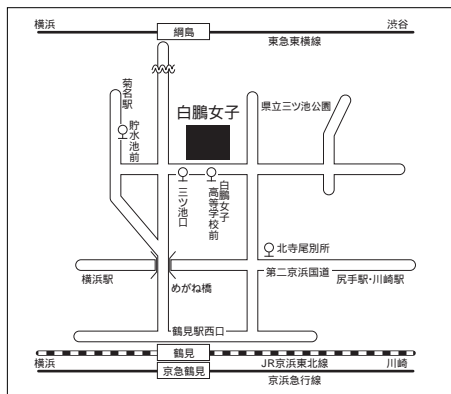 横浜
綱島
渋谷
東急東横線
菊名駅
貯水池前
白鵬女子
県立三ツ池公園
三ツ池口
白鵬女子
高等学校前
北寺尾別所
横浜駅
めがね橋
第二京浜国道
尻手駅・川崎駅
鶴見駅西口
横浜
鶴見
JR京浜東北線
川崎
京急鶴見
京浜急行線